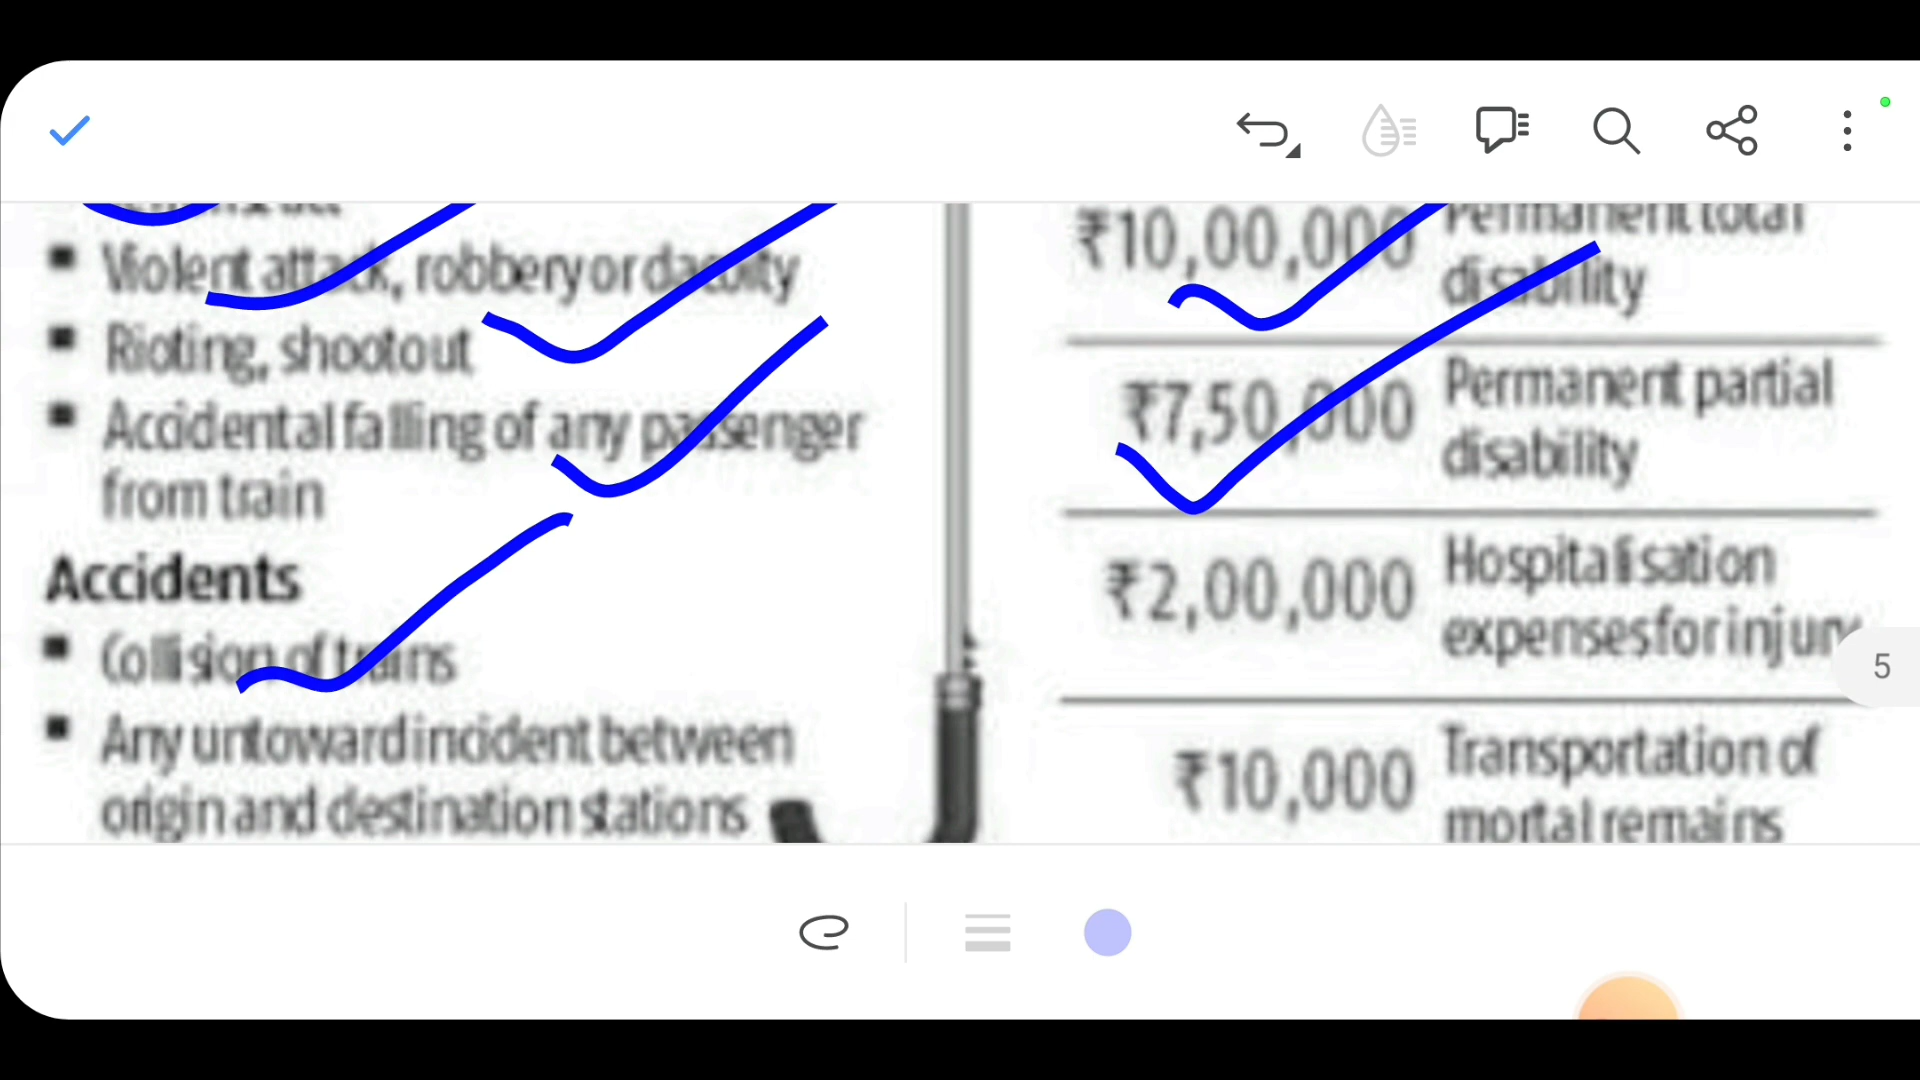 Violent attack, robbery or dacoity
Rioting, shootout
Accidental falling of any passenger
from train
Accidents
Collision of trains
Any untoward incident between
origin and destination stations
₹10,00,000 Permanent total
disability
₹7,50,000 Permanent partial
disability
₹2,00,000 Hospitalisation
expenses for injury
₹10,000 Transportation of
mortal remains
5